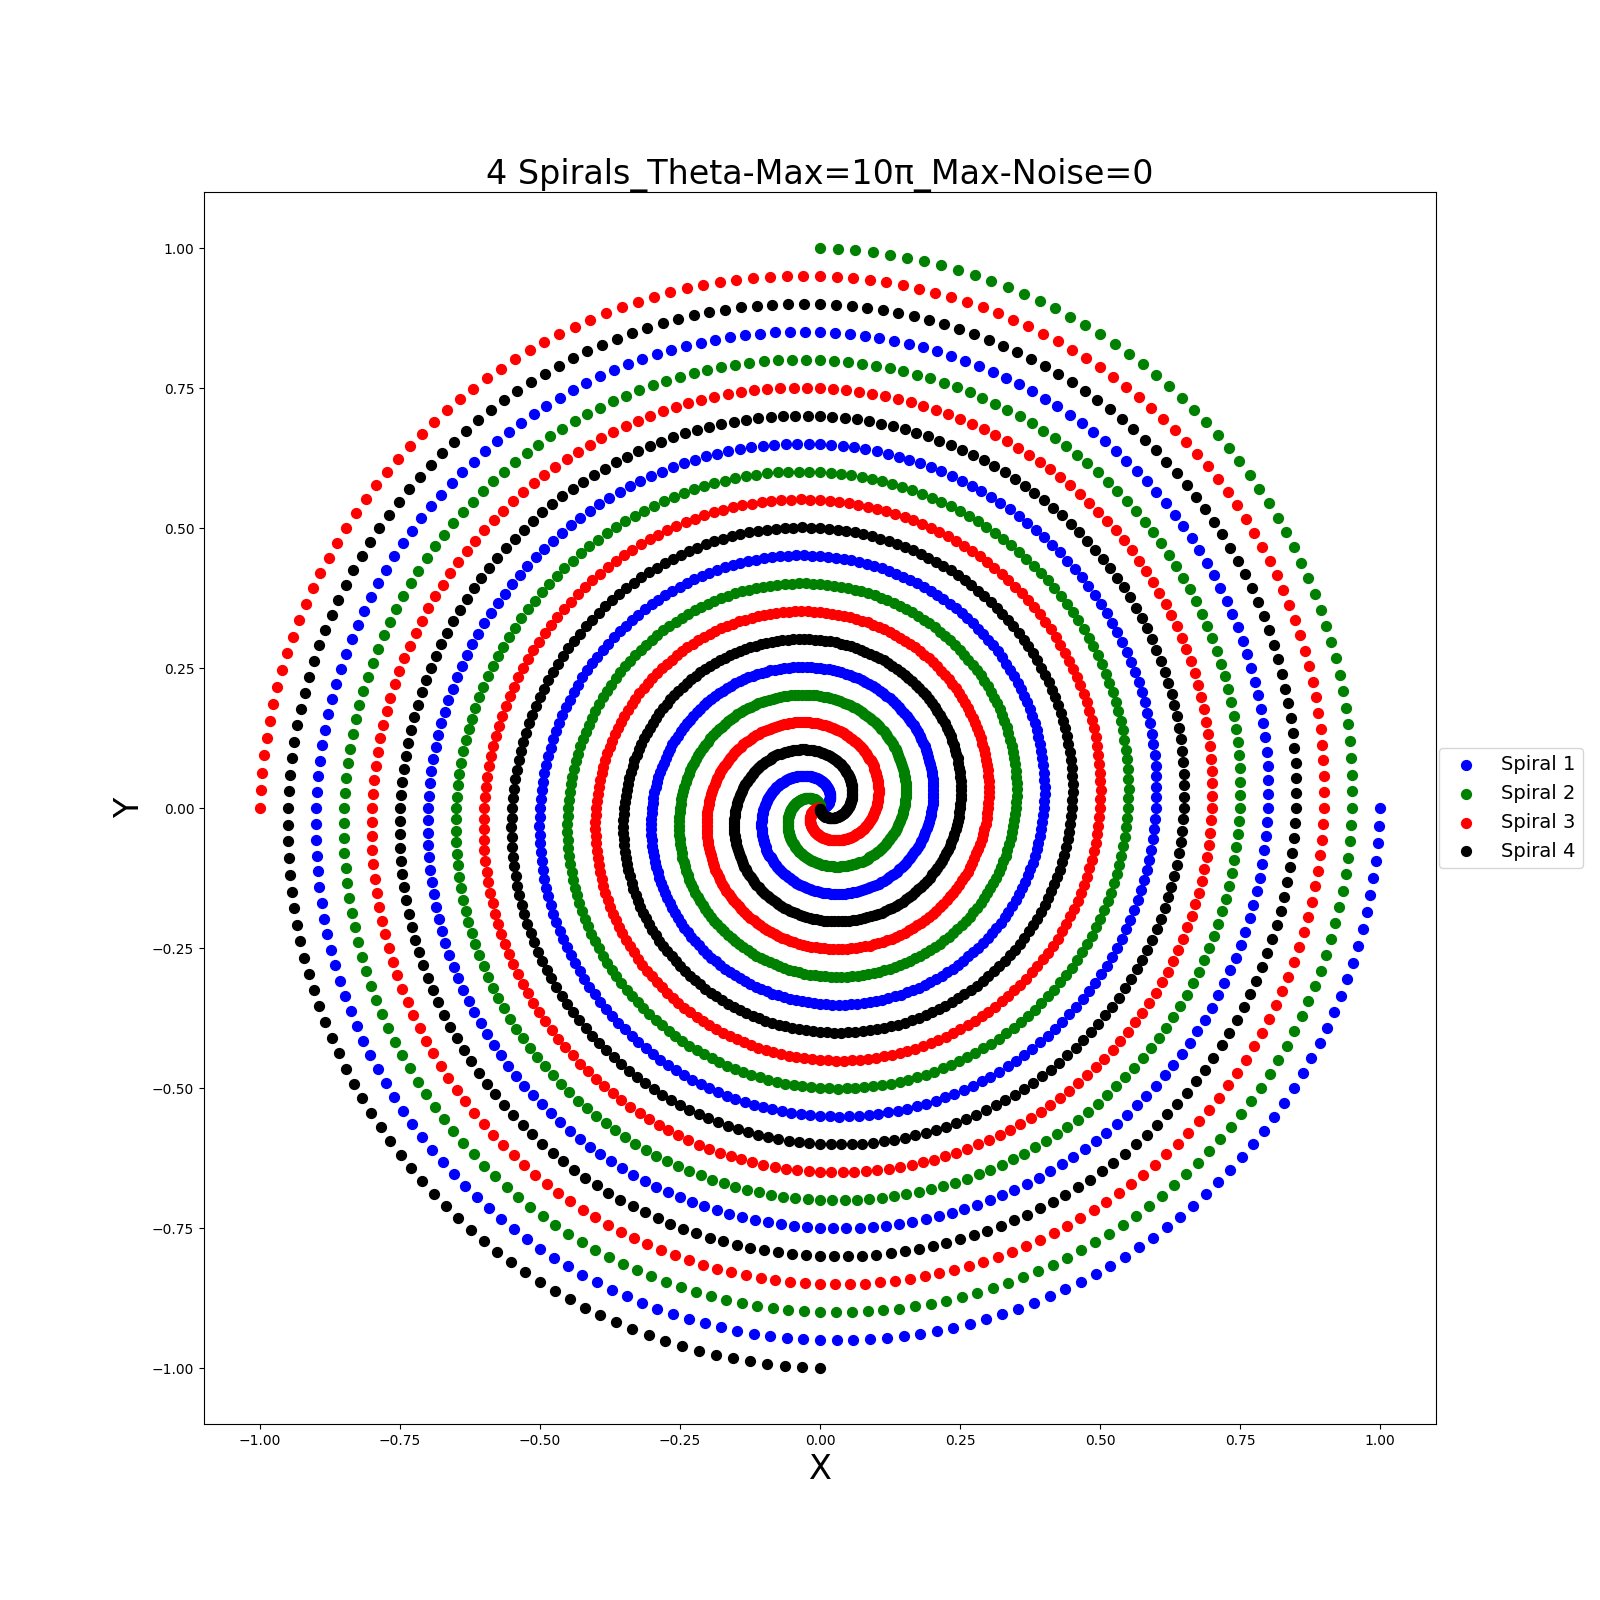 4 Spirals_Theta-Max=10π_Max-Noise=0
1.00
0.75
0.50
0.25
0.00
−0.25
−0.50
−0.75
−1.00
Y
Spiral 1
Spiral 2
Spiral 3
Spiral 4
−1.00 −0.75 −0.50 −0.25 0.00 0.25 0.50 0.75 1.00
X